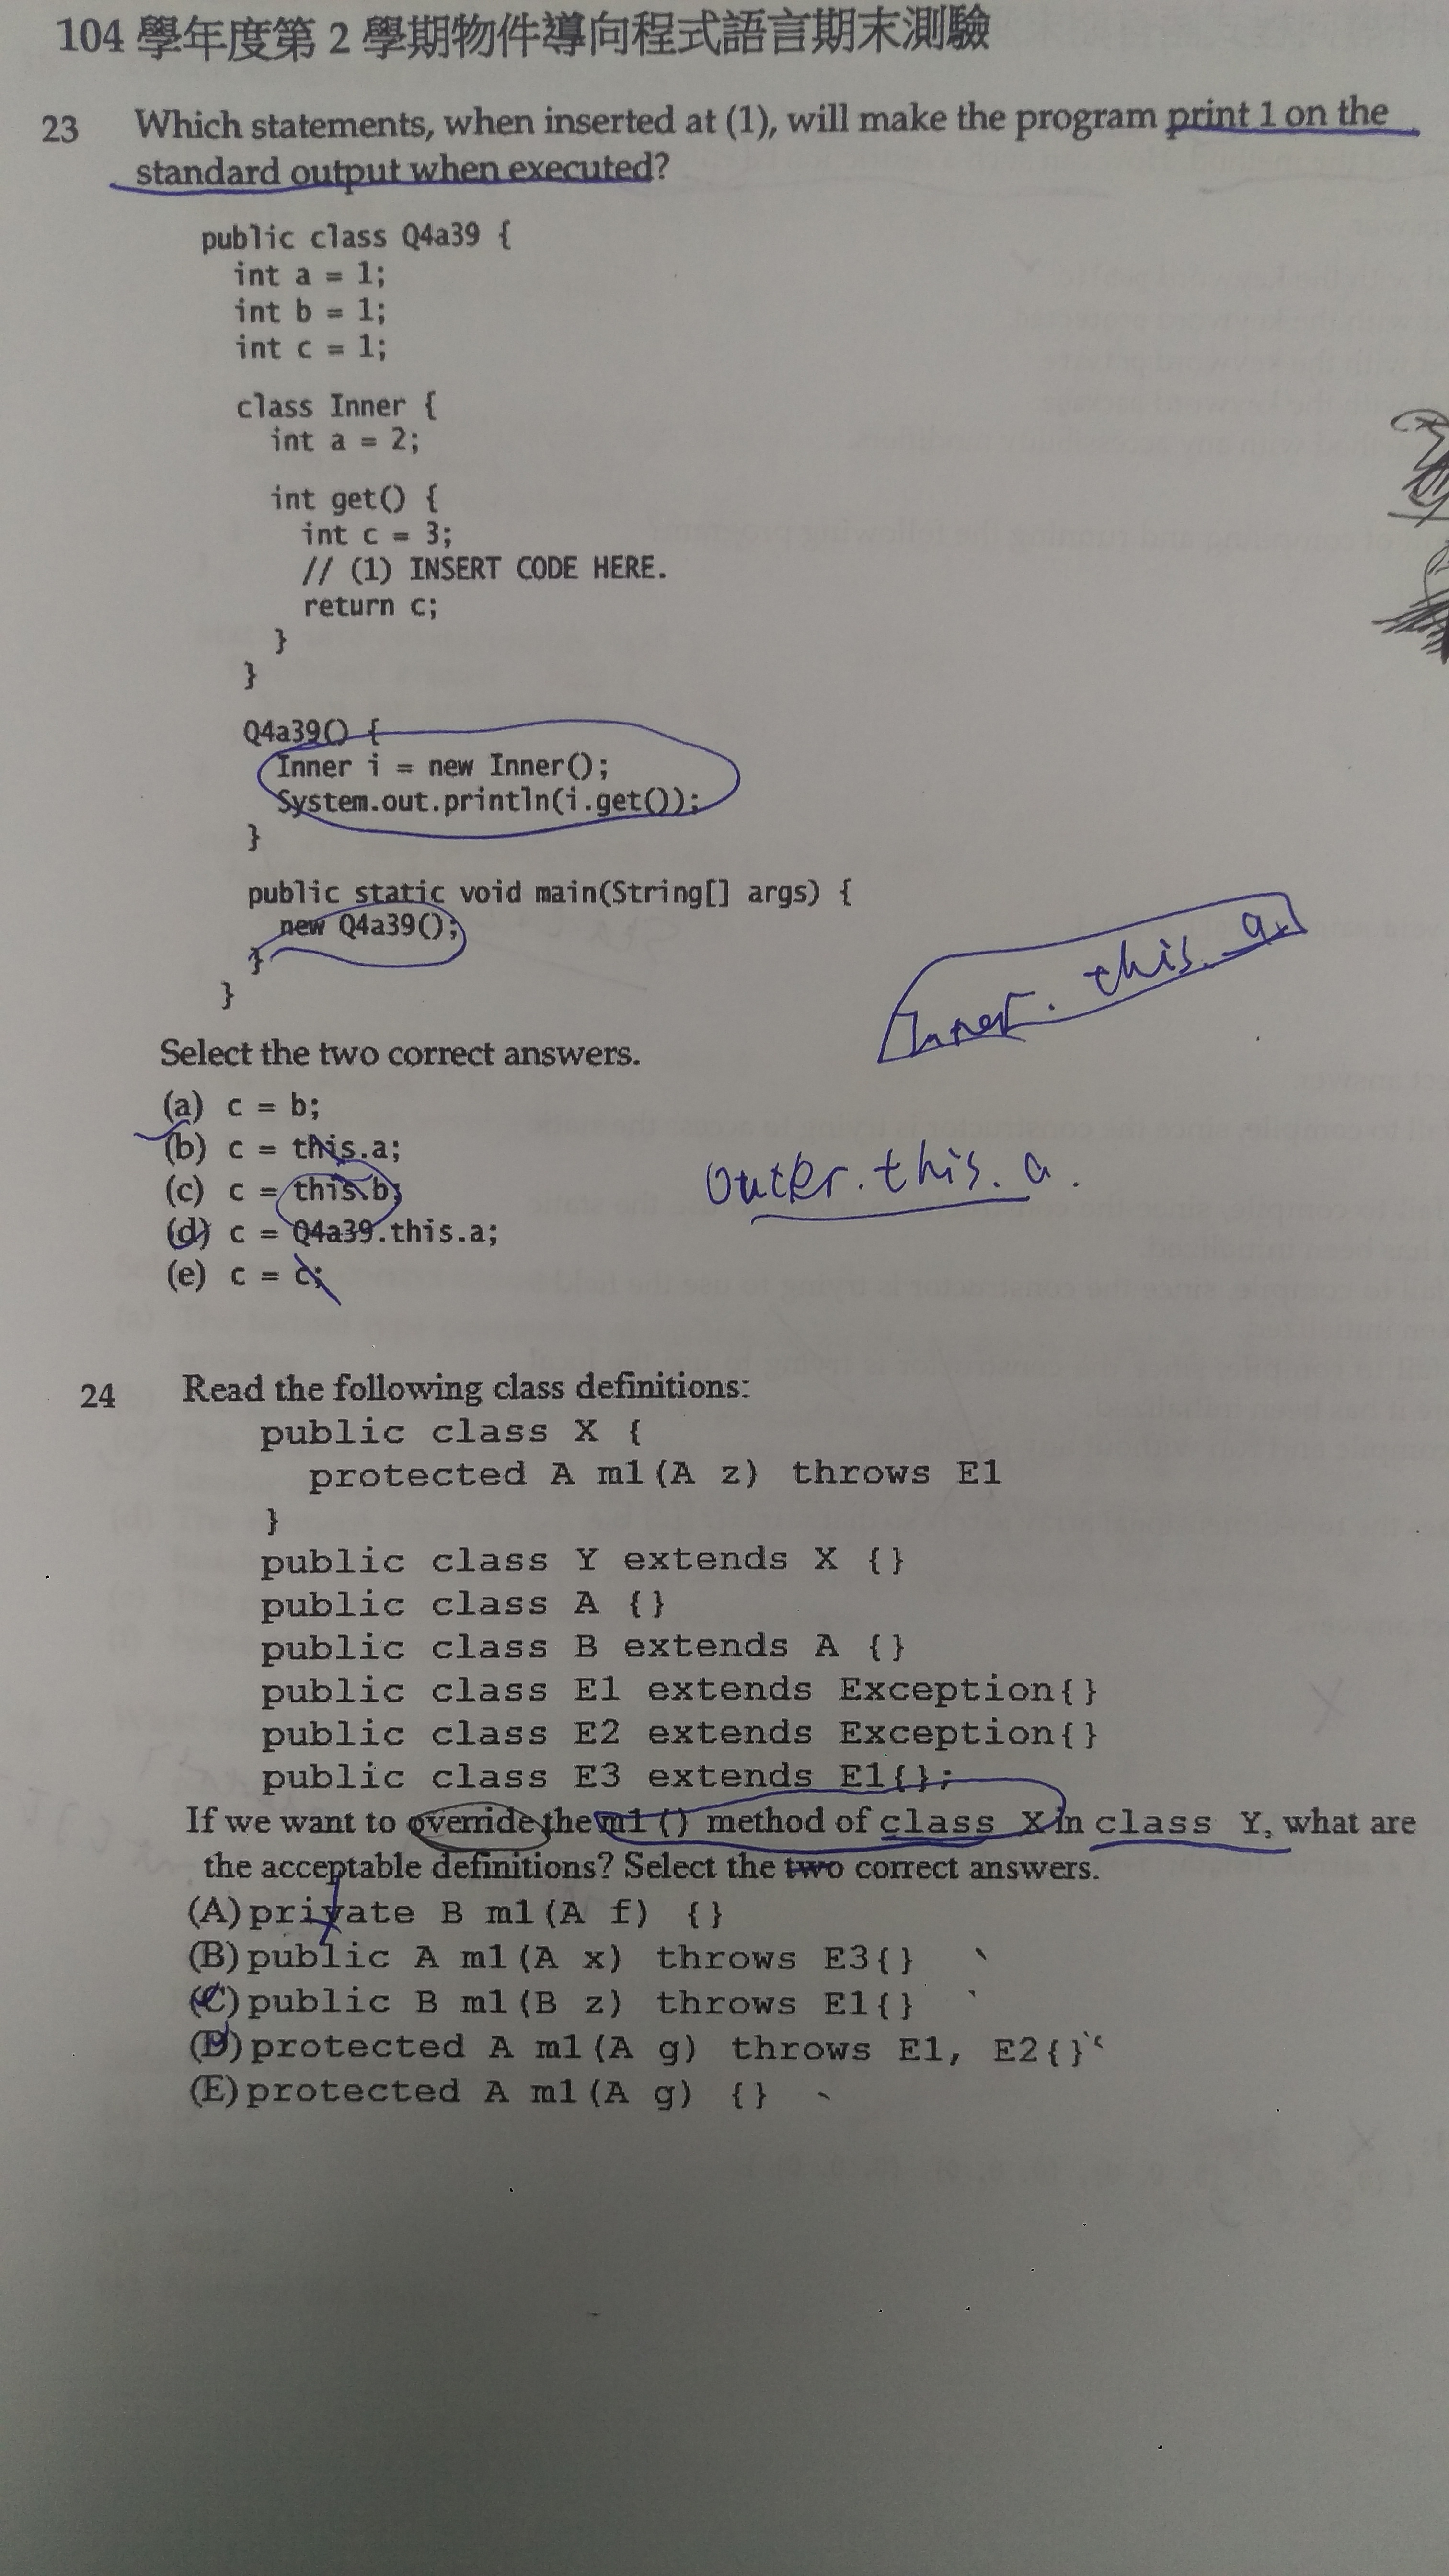 104 學年度第 2 學期物件導向程式語言期末測驗
23 Which statements, when inserted at (1), will make the program print 1 on the
standard output when executed?
public class Q4a39 {
int a = 1;
int b = 1;
int c = 1;
class Inner {
int a = 2;
int get() {
int c = 3;
// (1) INSERT CODE HERE.
return c;
}
}
Q4a39() {
Inner i = new Inner();
System.out.println(i.get());
}
public static void main(String[] args) {
new Q4a39();
}
}
Inner. this. a
Select the two correct answers.
(a) c = b;
(b) c = this.a;
(c) c = this.b;
(d) c = Q4a39.this.a;
(e) c = c;
outer. this. a.
24 Read the following class definitions:
public class X {
protected A m1(A z) throws E1
}
public class Y extends X {}
public class A {}
public class B extends A {}
public class E1 extends Exception{}
public class E2 extends Exception{}
public class E3 extends E1{};
If we want to override the m1() method of class X in class Y, what are
the acceptable definitions? Select the two correct answers.
(A) private B m1(A f) {}
(B) public A m1(A x) throws E3{}
(C) public B m1(B z) throws E1{}
(D) protected A m1(A g) throws E1, E2{}
(E) protected A m1(A g) {}